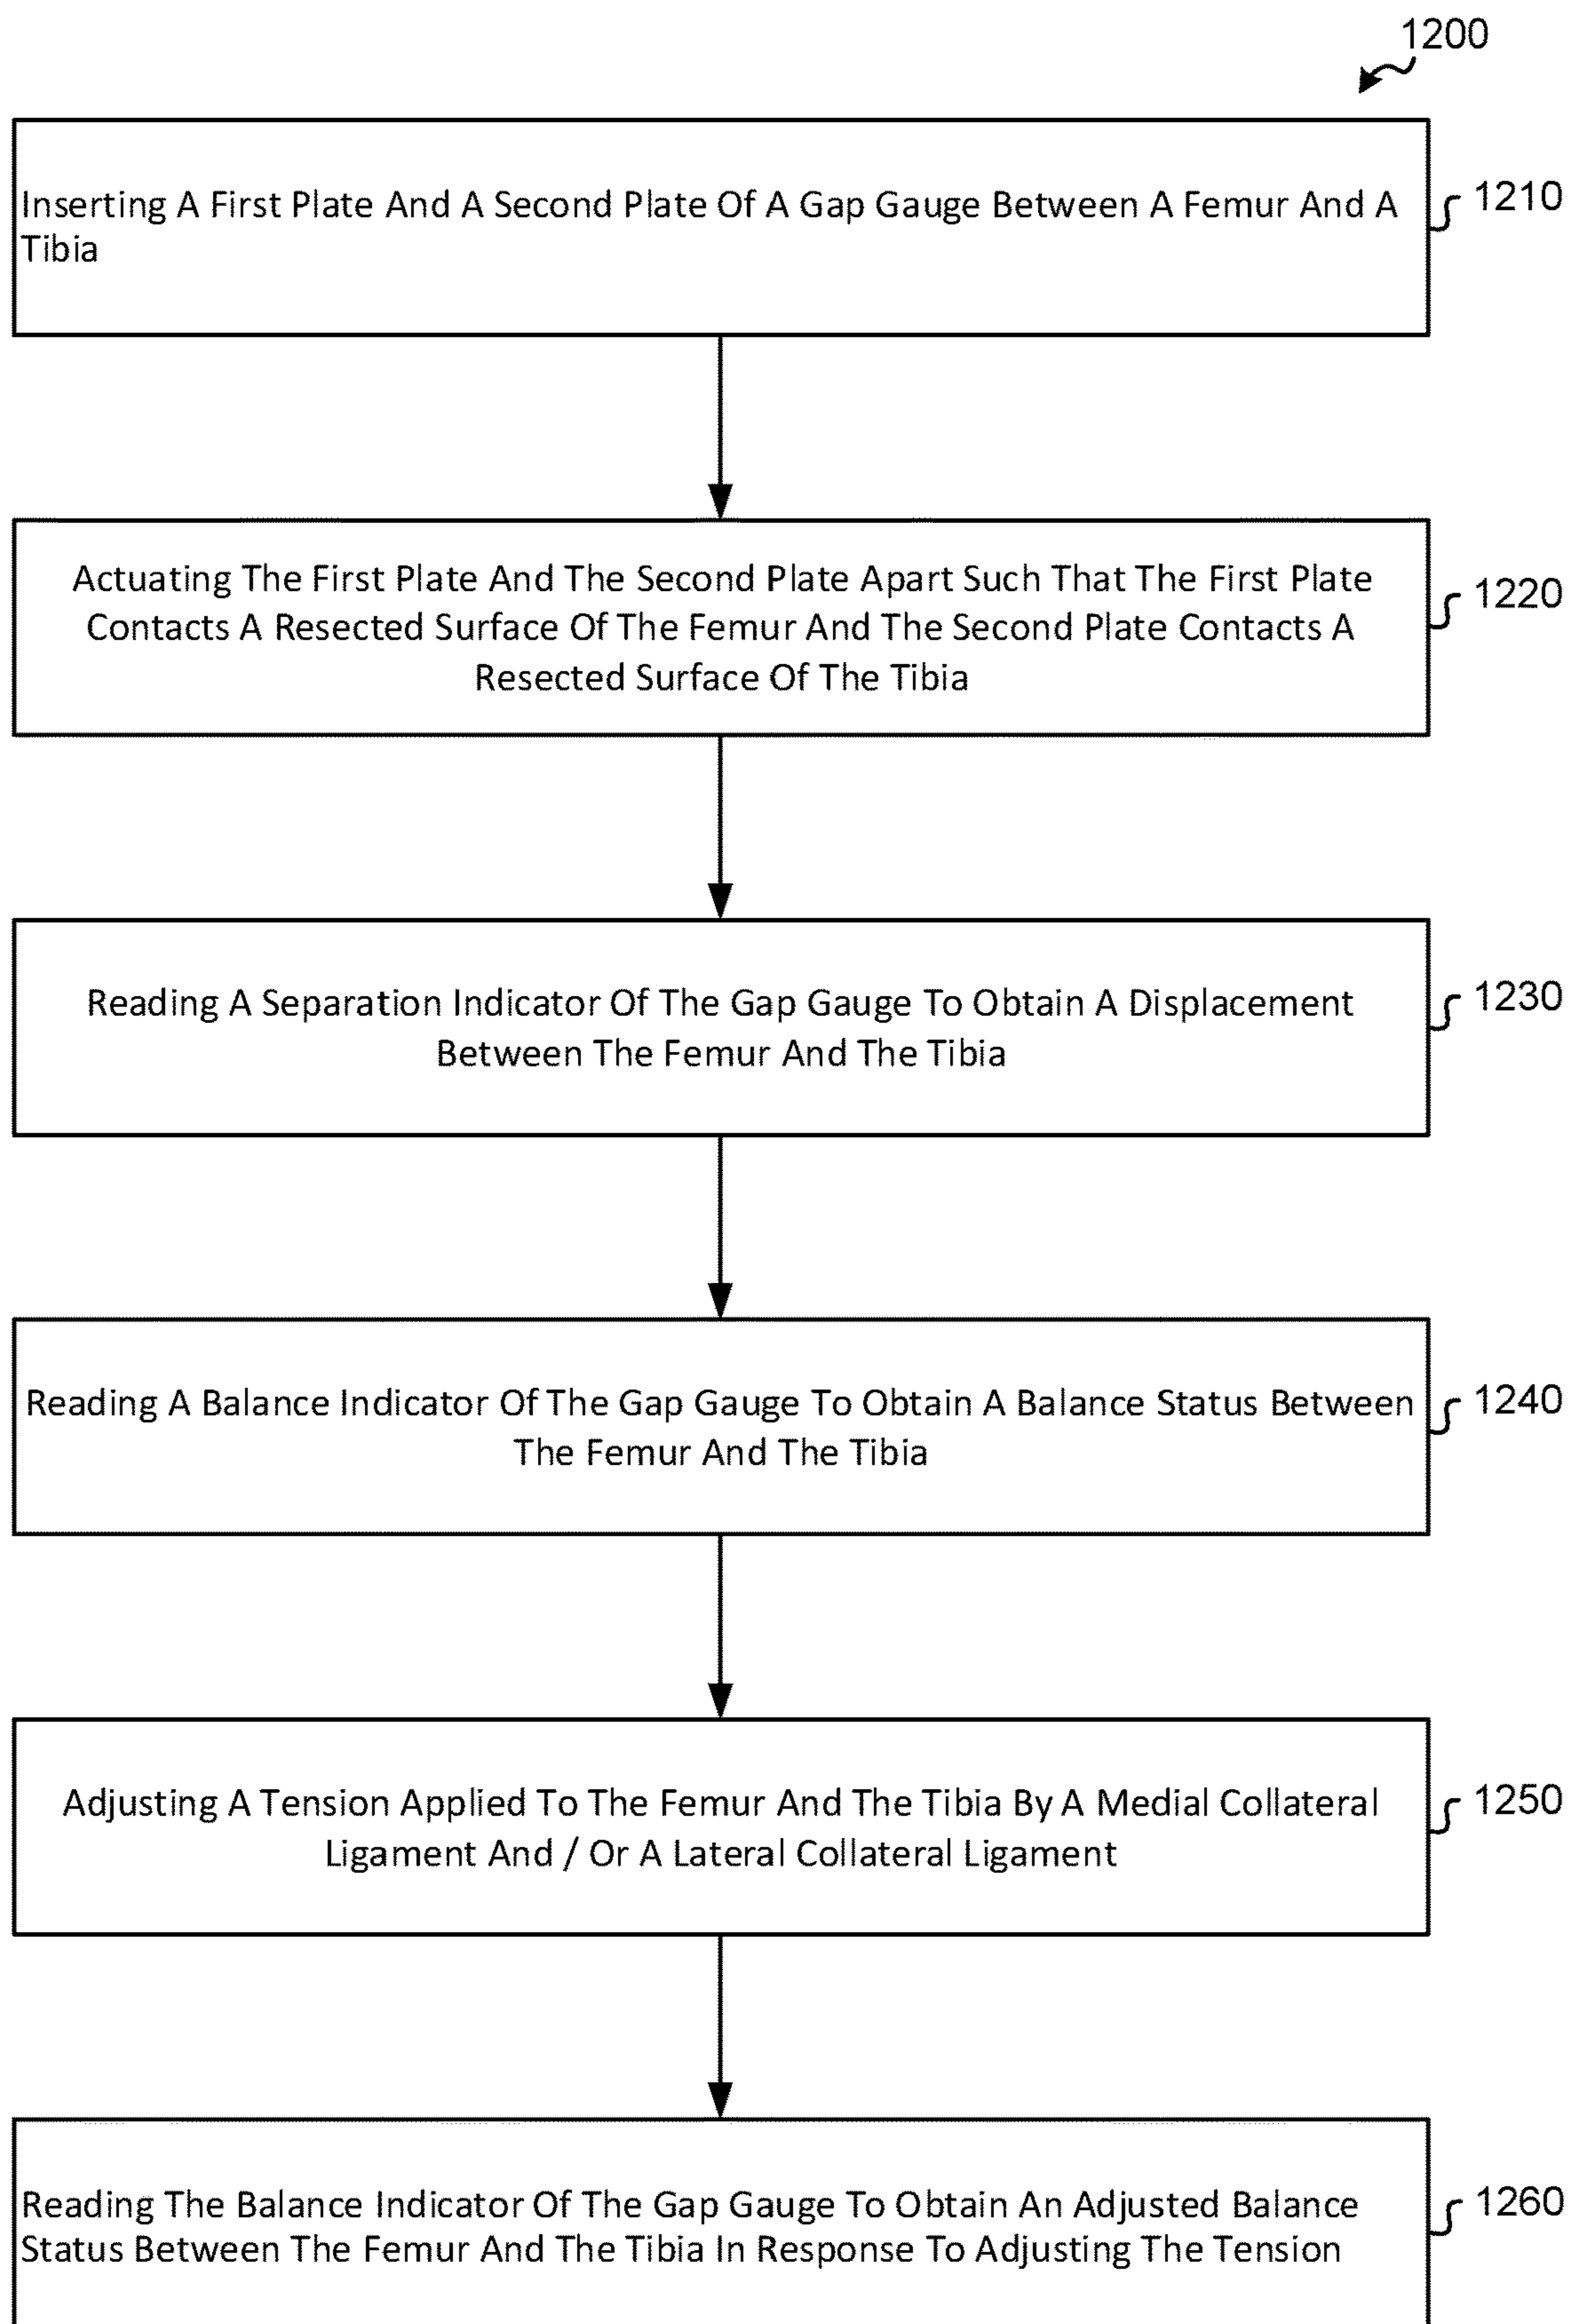 1200
Inserting A First Plate And A Second Plate Of A Gap Gauge Between A Femur And A
Tibia
1210
Actuating The First Plate And The Second Plate Apart Such That The First Plate
Contacts A Resected Surface Of The Femur And The Second Plate Contacts A
Resected Surface Of The Tibia
1220
Reading A Separation Indicator Of The Gap Gauge To Obtain A Displacement
Between The Femur And The Tibia
1230
Reading A Balance Indicator Of The Gap Gauge To Obtain A Balance Status Between
The Femur And The Tibia
1240
Adjusting A Tension Applied To The Femur And The Tibia By A Medial Collateral
Ligament And / Or A Lateral Collateral Ligament
1250
Reading The Balance Indicator Of The Gap Gauge To Obtain An Adjusted Balance
Status Between The Femur And The Tibia In Response To Adjusting The Tension
1260